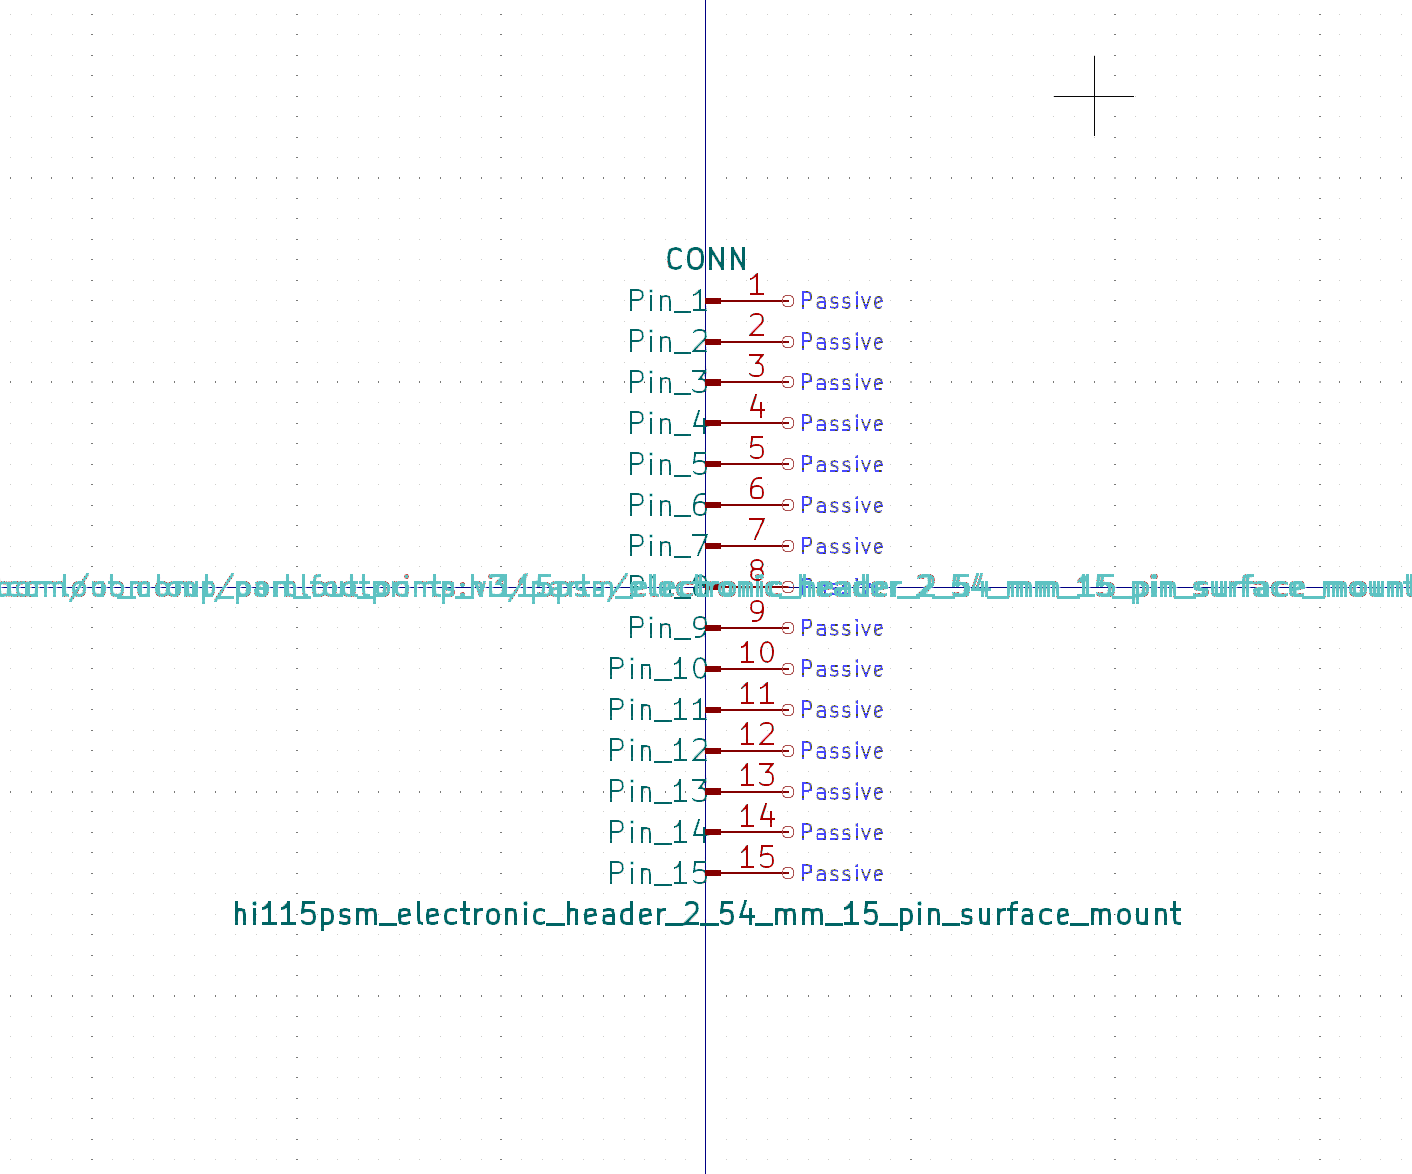 CONN
Pin_1 1 Passive
Pin_2 2 Passive
Pin_3 3 Passive
Pin_4 4 Passive
Pin_5 5 Passive
Pin_6 6 Passive
Pin_7 7 Passive
8
electronic_header_2_54_mm_15_pin_surface_mount
Pin_9 9 Passive
Pin_10 10 Passive
Pin_11 11 Passive
Pin_12 12 Passive
Pin_13 13 Passive
Pin_14 14 Passive
Pin_15 15 Passive
hi115psm_electronic_header_2_54_mm_15_pin_surface_mount